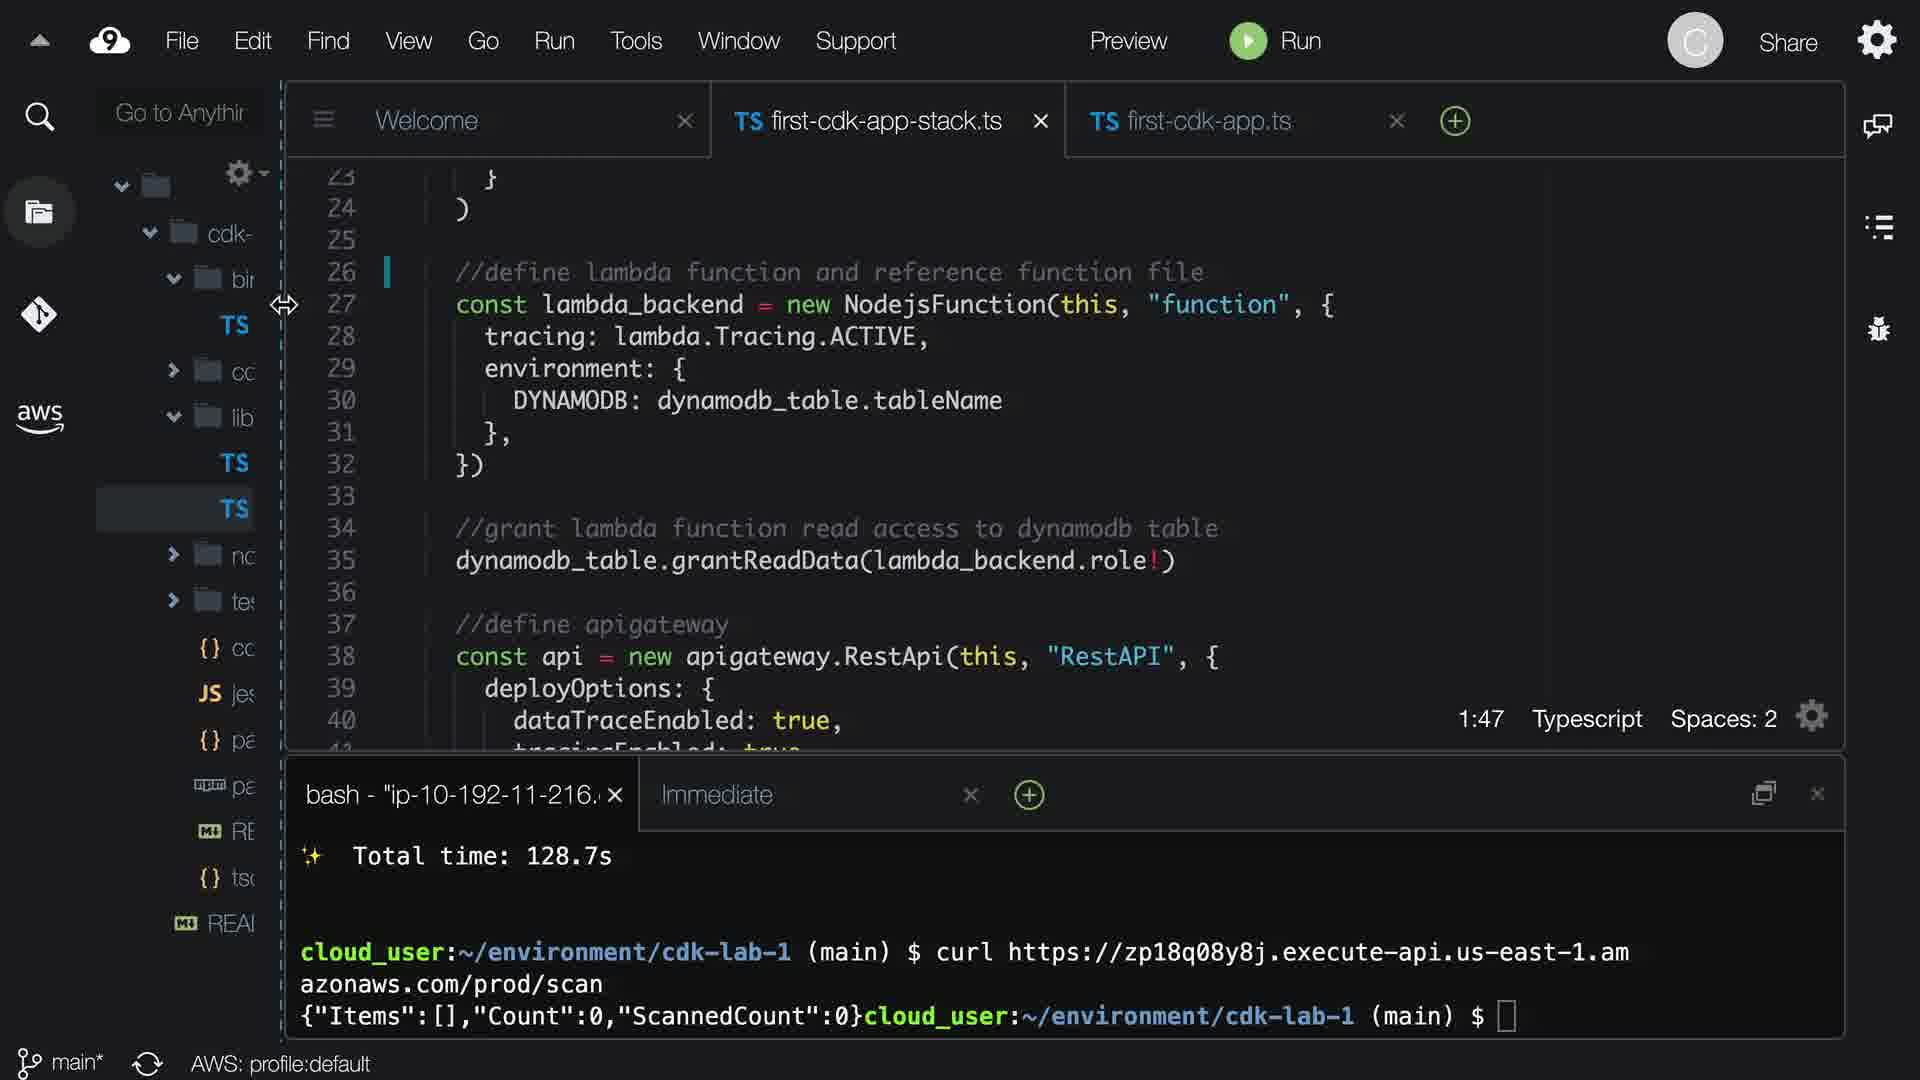 9 File Edit Find View Go Run Tools Window Support Preview Run C Share
Go to Anythir
Welcome
TS first-cdk-app-stack.ts
TS first-cdk-app.ts
cdk-
bin
TS
cc
lib
TS
TS
nc
tes
{} cc
JS jes
{} pa
pa
RE
{} tsc
REA
aws
23 }
24 )
25
26 //define lambda function and reference function file
27 const lambda_backend = new NodejsFunction(this, "function", {
28 tracing: lambda.Tracing.ACTIVE,
29 environment: {
30 DYNAMODB: dynamodb_table.tableName
31 },
32 })
33
34 //grant lambda function read access to dynamodb table
35 dynamodb_table.grantReadData(lambda_backend.role!)
36
37 //define apigateway
38 const api = new apigateway.RestApi(this, "RestAPI", {
39 deployOptions: {
40 dataTraceEnabled: true,
41 tracingEnabled: true
1:47 Typescript Spaces: 2
bash - "ip-10-192-11-216.
Immediate
Total time: 128.7s
cloud_user:~/environment/cdk-lab-1 (main) $ curl https://zp18q08y8j.execute-api.us-east-1.am
azonaws.com/prod/scan
{"Items":[],"Count":0,"ScannedCount":0}cloud_user:~/environment/cdk-lab-1 (main) $
main* AWS: profile:default